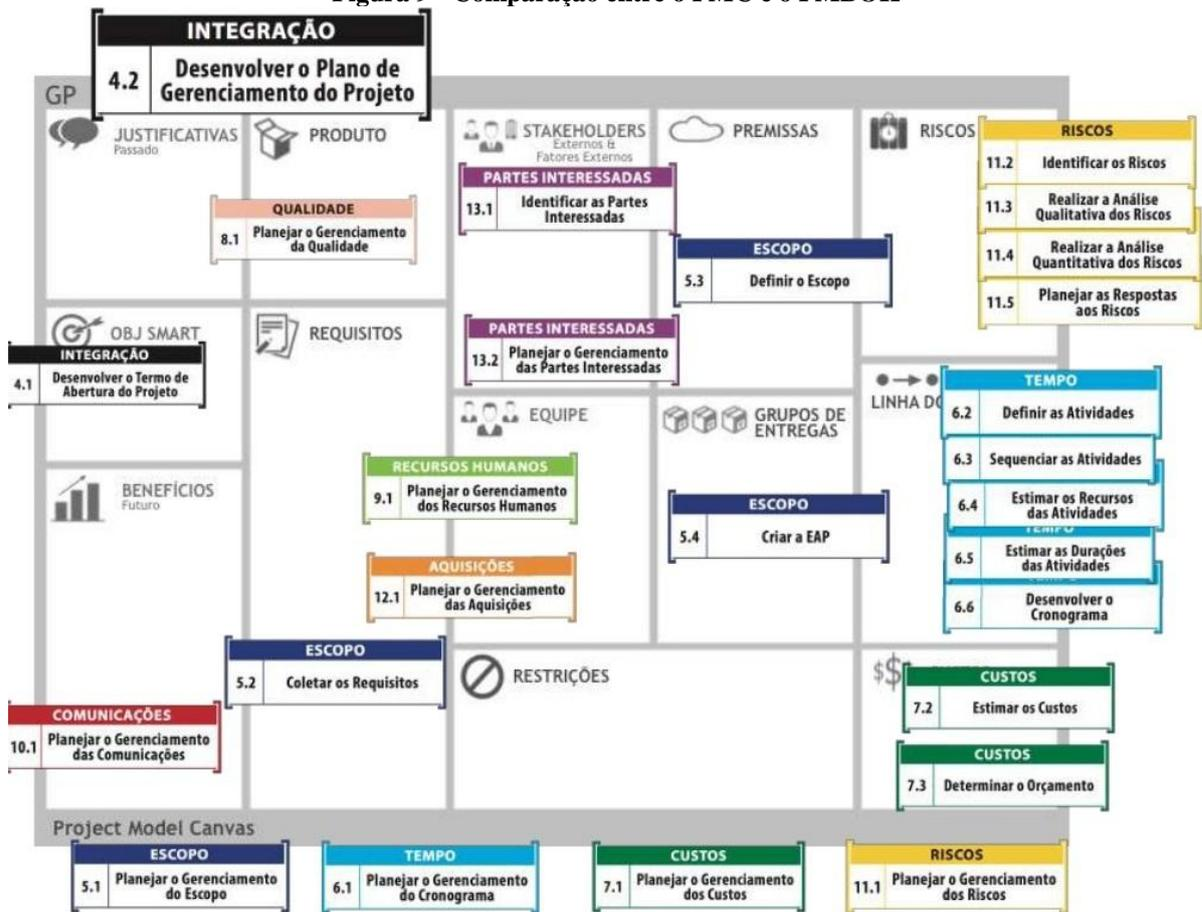 INTEGRAÇÃO
4.2
Desenvolver o Plano de
Gerenciamento do Projeto
GP
JUSTIFICATIVAS
Passado
PRODUTO
STAKEHOLDERS
Externos &
Fatores Externos
PREMISSAS
RISCOS
QUALIDADE
8.1
Planejar o Gerenciamento
da Qualidade
PARTES INTERESSADAS
13.1
Identificar as Partes
Interessadas
ESCOPO
5.3
Definir o Escopo
RISCOS
11.2
Identificar os Riscos
11.3
Realizar a Análise
Qualitativa dos Riscos
11.4
Realizar a Análise
Quantitativa dos Riscos
11.5
Planejar as Respostas
aos Riscos
OBJ SMART
INTEGRAÇÃO
4.1
Desenvolver o Termo de
Abertura do Projeto
REQUISITOS
PARTES INTERESSADAS
13.2
Planejar o Gerenciamento
das Partes Interessadas
EQUIPE
GRUPOS DE
ENTREGAS
LINHA DO
TEMPO
6.2
Definir as Atividades
6.3
Sequenciar as Atividades
6.4
Estimar os Recursos
das Atividades
6.5
Estimar as Durações
das Atividades
6.6
Desenvolver o
Cronograma
BENEFÍCIOS
Futuro
RECURSOS HUMANOS
9.1
Planejar o Gerenciamento
dos Recursos Humanos
AQUISIÇÕES
12.1
Planejar o Gerenciamento
das Aquisições
ESCOPO
5.4
Criar a EAP
ESCOPO
5.2
Coletar os Requisitos
RESTRIÇÕES
$$
CUSTOS
7.2
Estimar os Custos
CUSTOS
7.3
Determinar o Orçamento
COMUNICAÇÕES
10.1
Planejar o Gerenciamento
das Comunicações
Project Model Canvas
ESCOPO
5.1
Planejar o Gerenciamento
do Escopo
TEMPO
6.1
Planejar o Gerenciamento
do Cronograma
CUSTOS
7.1
Planejar o Gerenciamento
dos Custos
RISCOS
11.1
Planejar o Gerenciamento
dos Riscos